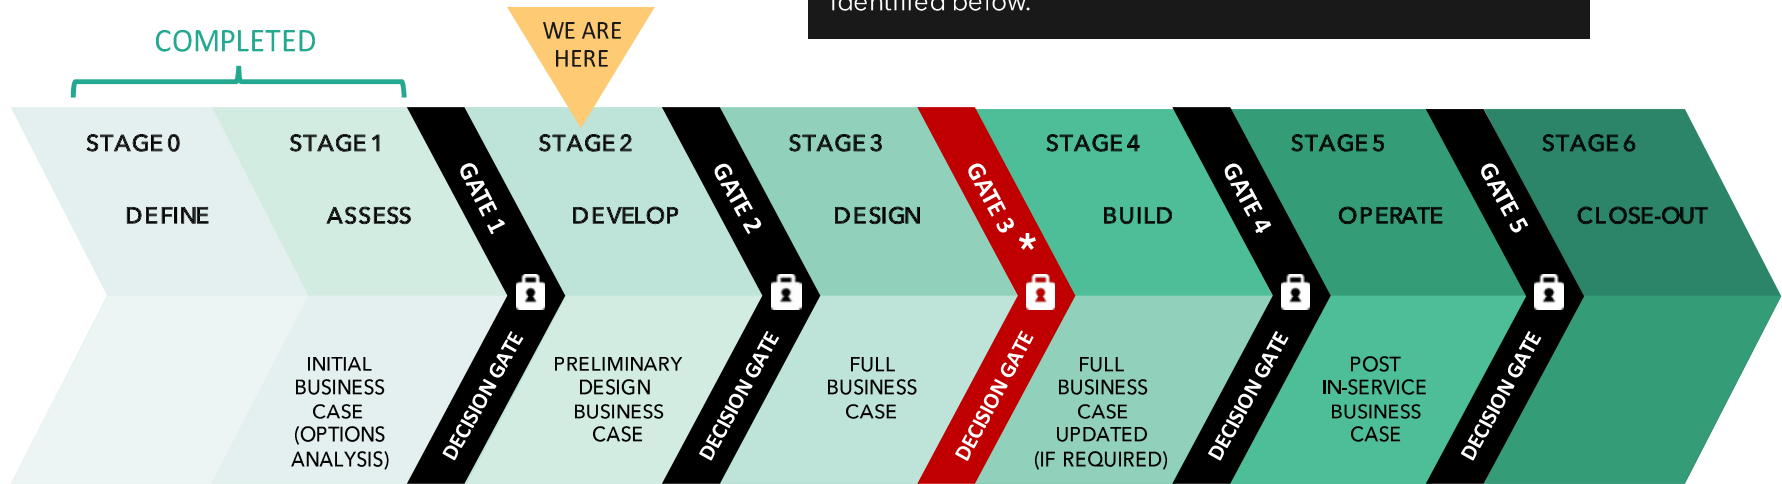 identified below.
COMPLETED
WE ARE
HERE
STAGE 0
DEFINE
STAGE 1
ASSESS
GATE 1
STAGE 2
DEVELOP
GATE 2
STAGE 3
DESIGN
GATE 3 *
STAGE 4
BUILD
GATE 4
STAGE 5
OPERATE
GATE 5
STAGE 6
CLOSE-OUT
INITIAL
BUSINESS
CASE
(OPTIONS
ANALYSIS)
DECISION GATE
PRELIMINARY
DESIGN
BUSINESS
CASE
DECISION GATE
FULL
BUSINESS
CASE
DECISION GATE
FULL
BUSINESS
CASE
UPDATED
(IF REQUIRED)
DECISION GATE
POST
IN-SERVICE
BUSINESS
CASE
DECISION GATE